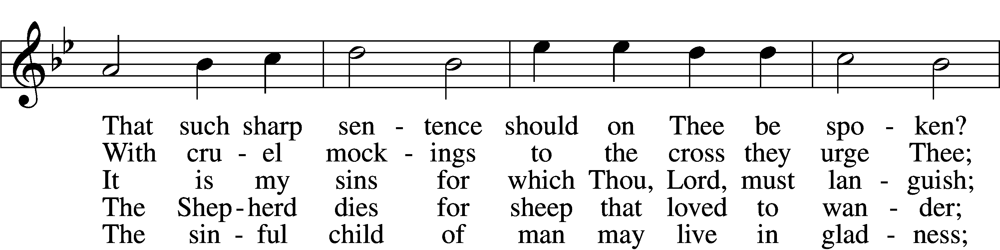 That such sharp sen - tence should on Thee be spo - ken?
With cru - el mock - ings to the cross they urge Thee;
It is my sins for which Thou, Lord, must lan - guish;
The Shep - herd dies for sheep that loved to wan - der;
The sin - ful child of man may live in glad - ness;